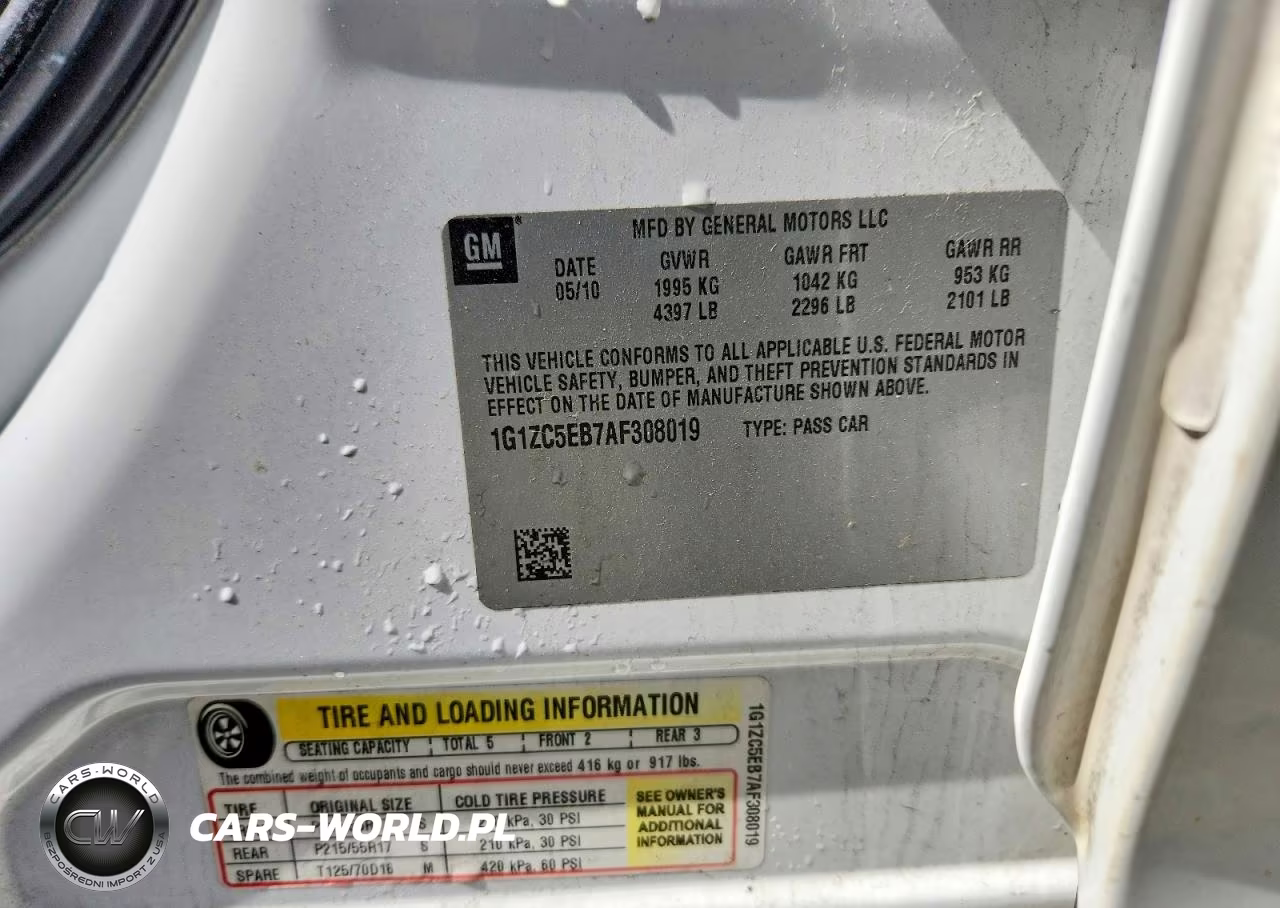 GM
MFD BY GENERAL MOTORS LLC
DATE GVWR GAWR FRT GAWR RR
05/10 1995 KG 1042 KG 953 KG
4397 LB 2296 LB 2101 LB
THIS VEHICLE CONFORMS TO ALL APPLICABLE U.S. FEDERAL MOTOR
VEHICLE SAFETY, BUMPER, AND THEFT PREVENTION STANDARDS IN
EFFECT ON THE DATE OF MANUFACTURE SHOWN ABOVE.
1G1ZC5EB7AF308019 TYPE: PASS CAR
TIRE AND LOADING INFORMATION
SEATING CAPACITY TOTAL 5 FRONT 2 REAR 3
The combined weight of occupants and cargo should never exceed 416 kg or 917 lbs.
TIRE ORIGINAL SIZE COLD TIRE PRESSURE
kPa, 30 PSI
REAR P215/55R17 S 210 kPa, 30 PSI
SPARE T125/70D16 M 420 kPa, 60 PSI
SEE OWNER'S
MANUAL FOR
ADDITIONAL
INFORMATION
1G1ZC5EB7AF308019
CARS-WORLD
CW
BEZPOŚREDNI IMPORT Z USA
CARS-WORLD.PL